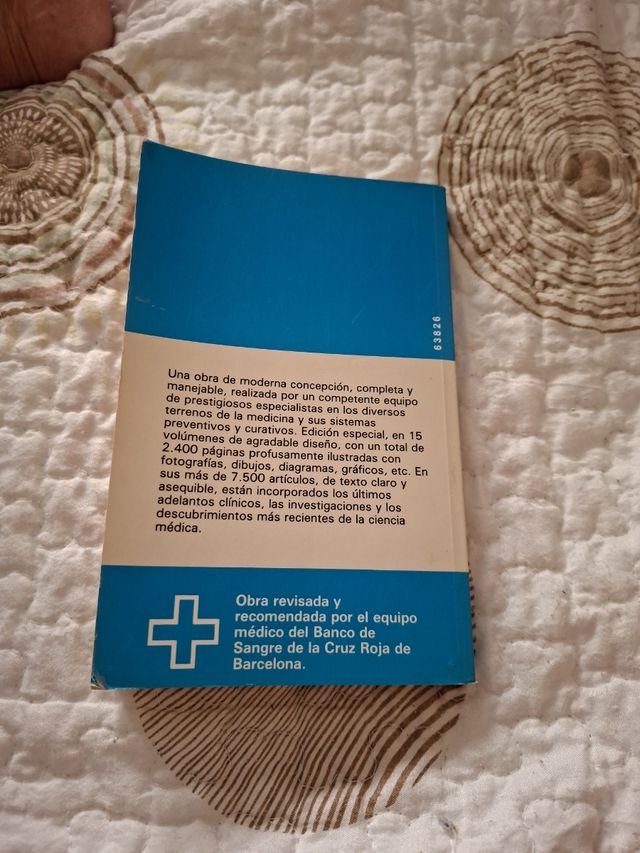 63826
Una obra de moderna concepción, completa y
manejable, realizada por un competente equipo
de prestigiosos especialistas en los diversos
terrenos de la medicina y sus sistemas
preventivos y curativos. Edición especial, en 15
volúmenes de agradable diseño, con un total de
2.400 páginas profusamente ilustradas con
fotografías, dibujos, diagramas, gráficos, etc. En
sus más de 7.500 artículos, de texto claro y
asequible, están incorporados los últimos
adelantos clínicos, las investigaciones y los
descubrimientos más recientes de la ciencia
médica.
Obra revisada y
recomendada por el equipo
médico del Banco de
Sangre de la Cruz Roja de
Barcelona.